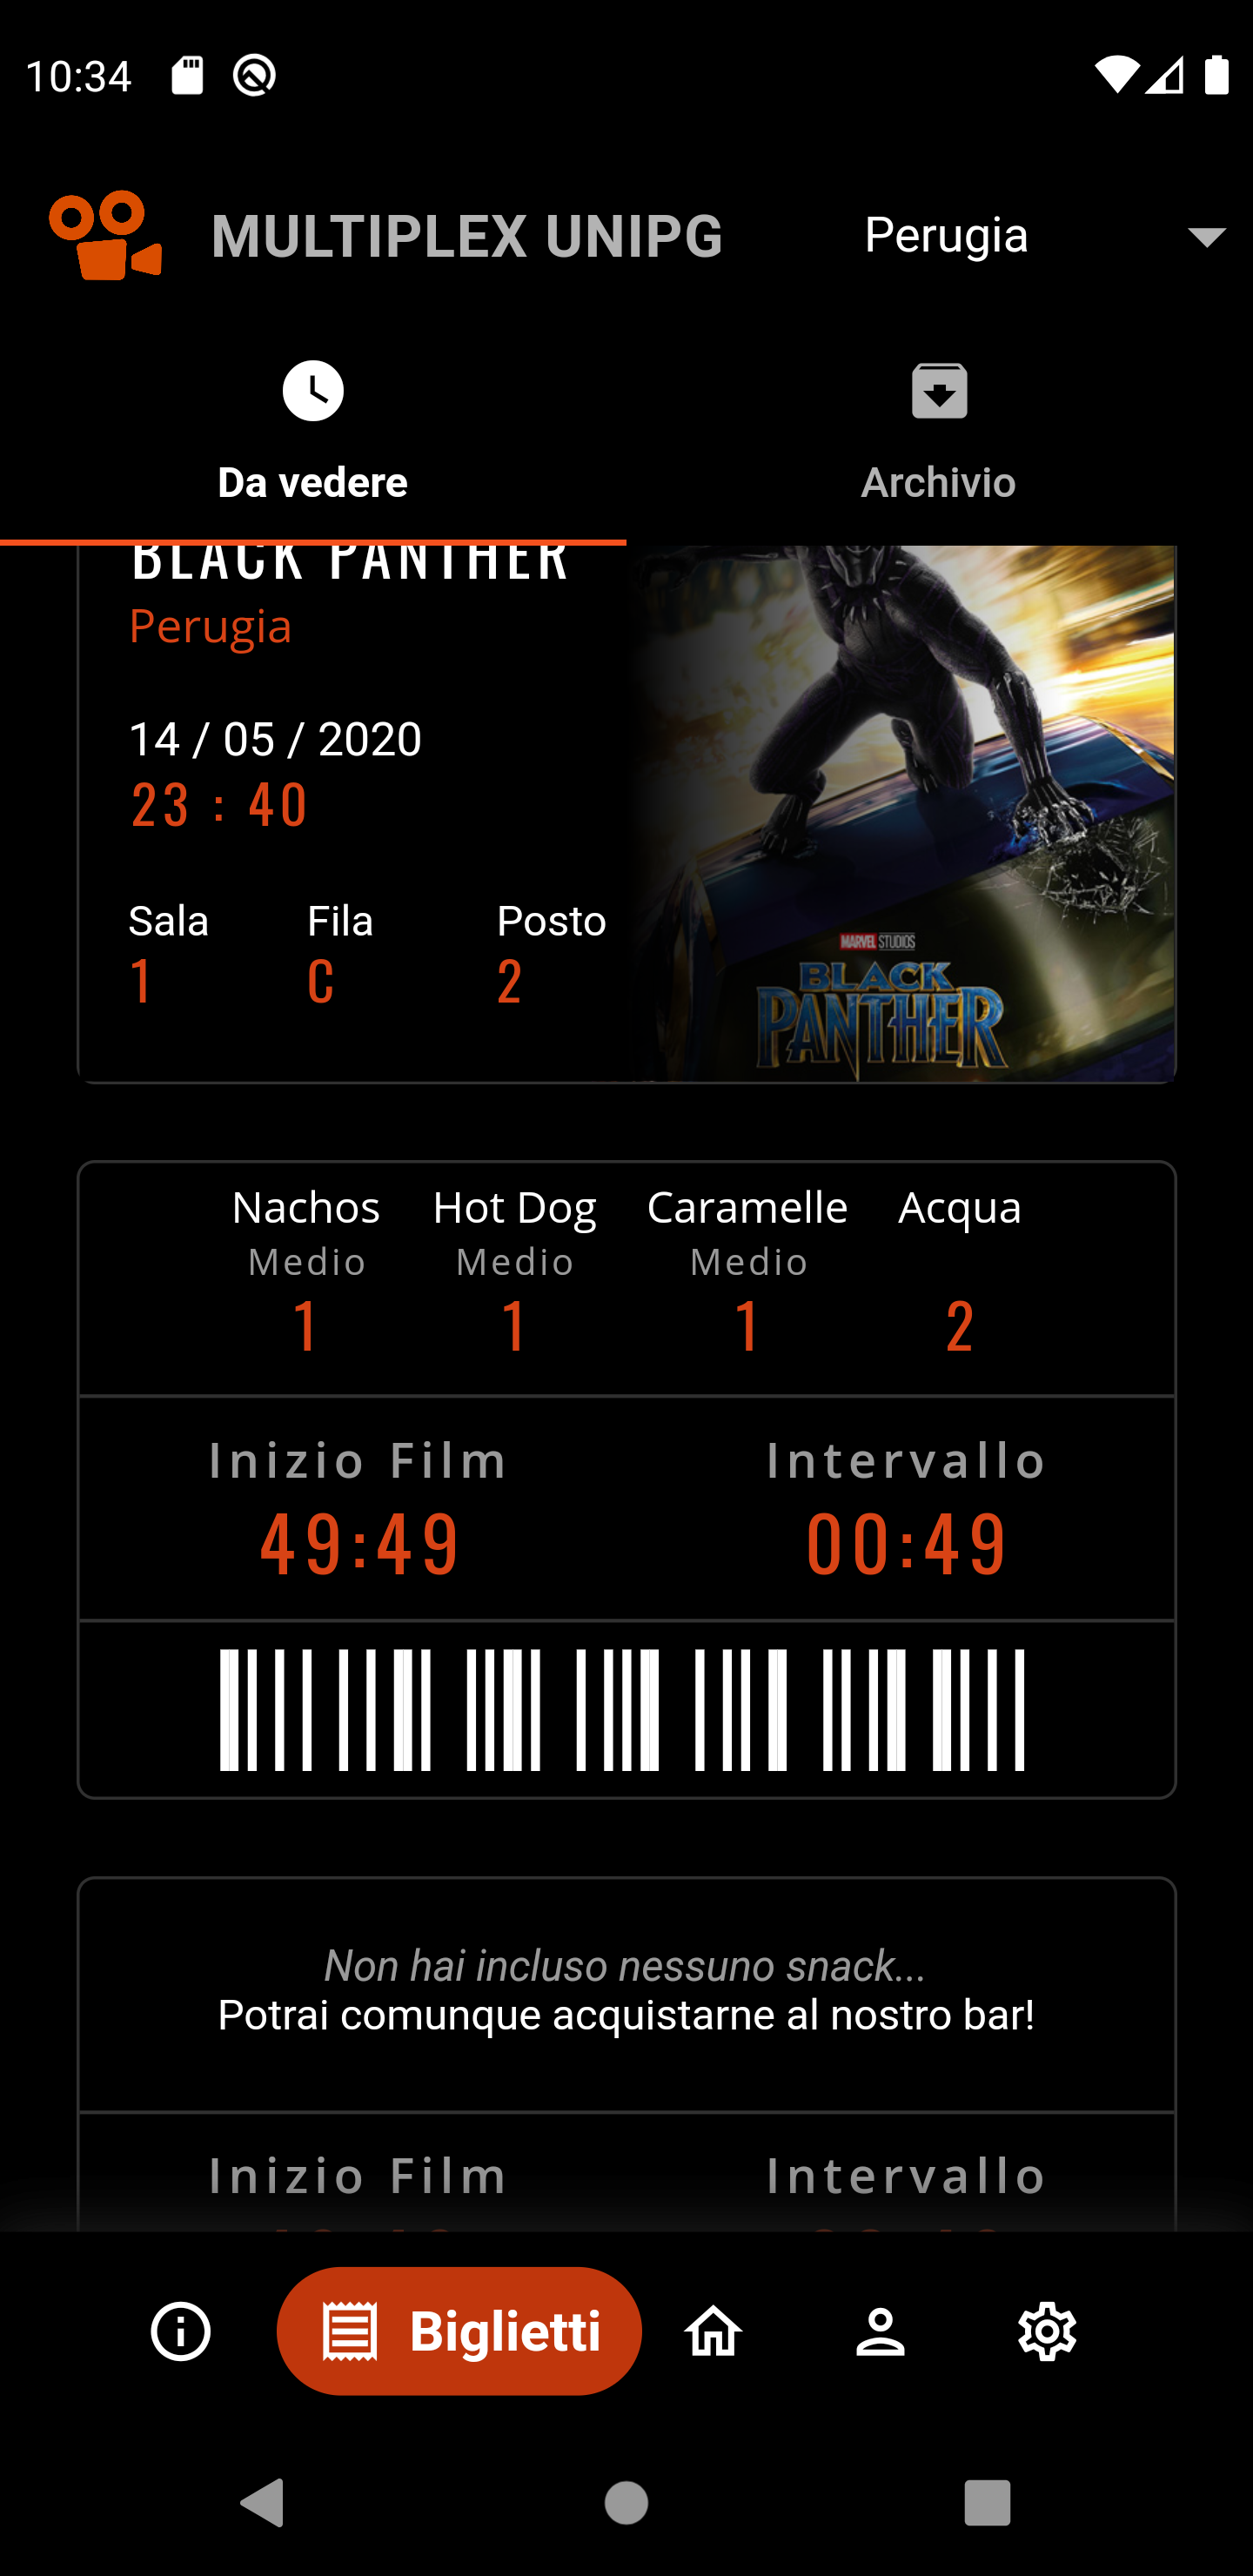 10:34
MULTIPLEX UNIPG Perugia
Da vedere Archivio
BLACK PANTHER
Perugia
14 / 05 / 2020
23 : 40
Sala Fila Posto
1 C 2
MARVEL STUDIOS
BLACK
PANTHER
Nachos Hot Dog Caramelle Acqua
Medio Medio Medio
1 1 1 2
Inizio Film Intervallo
49:49 00:49
Non hai incluso nessuno snack...
Potrai comunque acquistarne al nostro bar!
Inizio Film Intervallo
Biglietti